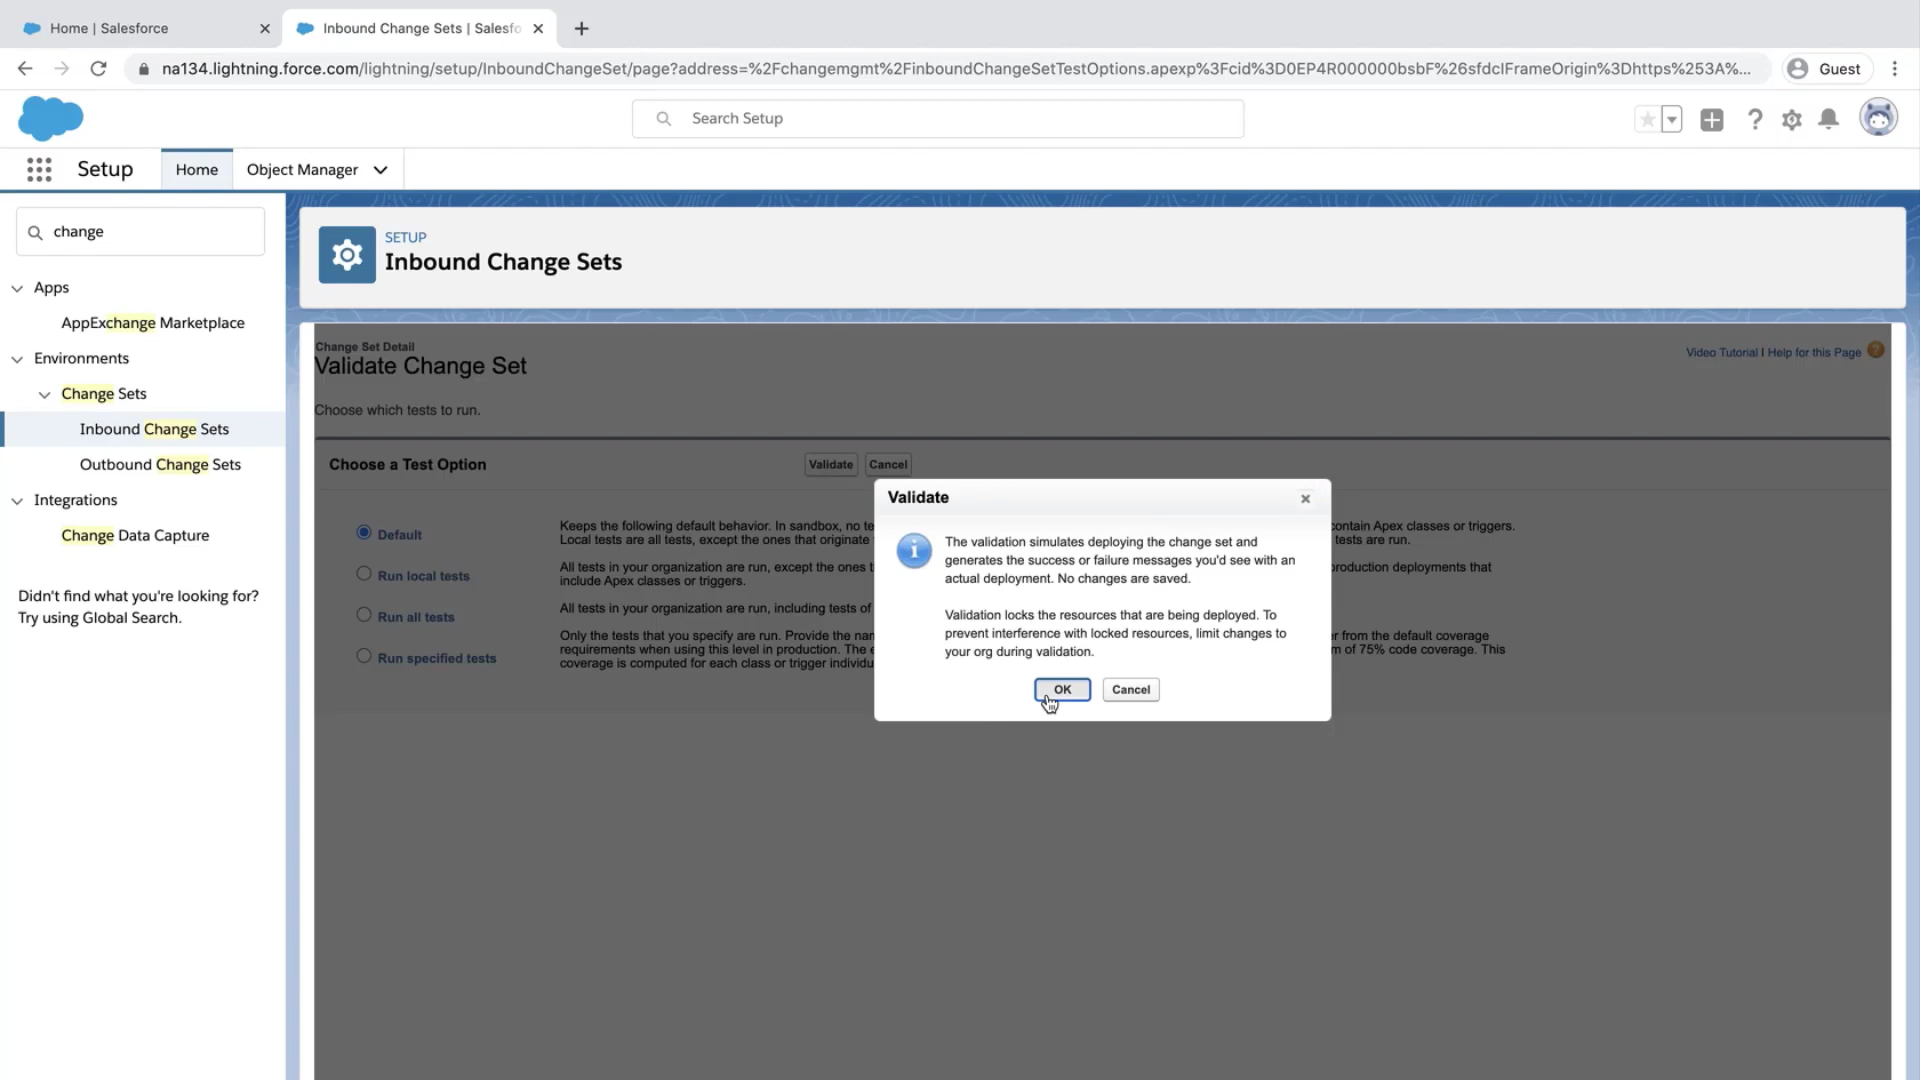 Home | Salesforce
Inbound Change Sets | Salesfo
na134.lightning.force.com/lightning/setup/InboundChangeSet/page?address=%2Fchangemgmt%2FinboundChangeSetTestOptions.apexp%3Fcid%3D0EP4R000000bsbF%26sfdcIFrameOrigin%3Dhttps%253A%...
Guest
Search Setup
Setup
Home
Object Manager
change
Apps
AppExchange Marketplace
Environments
Change Sets
Inbound Change Sets
Outbound Change Sets
Integrations
Change Data Capture
Didn't find what you're looking for?
Try using Global Search.
SETUP
Inbound Change Sets
Change Set Detail
Validate Change Set
Video Tutorial | Help for this Page
Choose which tests to run.
Choose a Test Option
Validate
Cancel
Default
Keeps the following default behavior. In sandbox, no te
contain Apex classes or triggers.
Local tests are all tests, except the ones that originate
tests are run.
Run local tests
All tests in your organization are run, except the ones t
production deployments that
include Apex classes or triggers.
Run all tests
All tests in your organization are run, including tests of
Run specified tests
Only the tests that you specify are run. Provide the nam
r from the default coverage
requirements when using this level in production. The e
m of 75% code coverage. This
coverage is computed for each class or trigger individu
Validate
The validation simulates deploying the change set and
generates the success or failure messages you'd see with an
actual deployment. No changes are saved.
Validation locks the resources that are being deployed. To
prevent interference with locked resources, limit changes to
your org during validation.
OK
Cancel